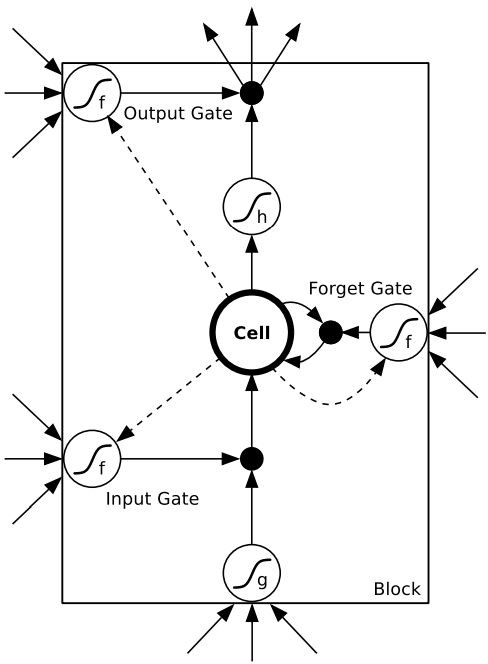 f
Output Gate
h
Forget Gate
Cell
f
f
Input Gate
g
Block